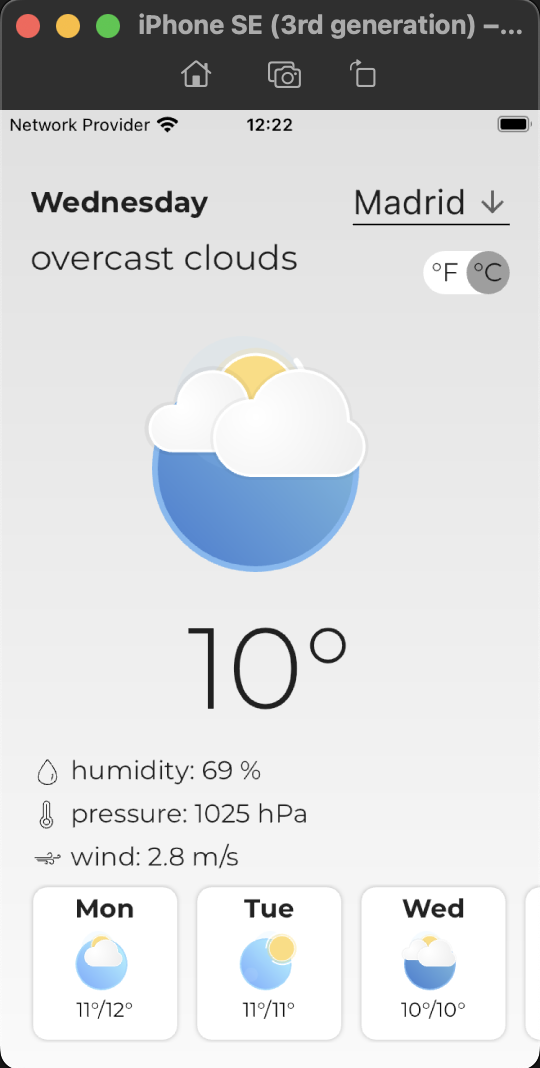 iPhone SE (3rd generation) –...
Network Provider 12:22
Wednesday
Madrid
overcast clouds
°F °C
10°
humidity: 69 %
pressure: 1025 hPa
wind: 2.8 m/s
Mon Tue Wed
11°/12° 11°/11° 10°/10°